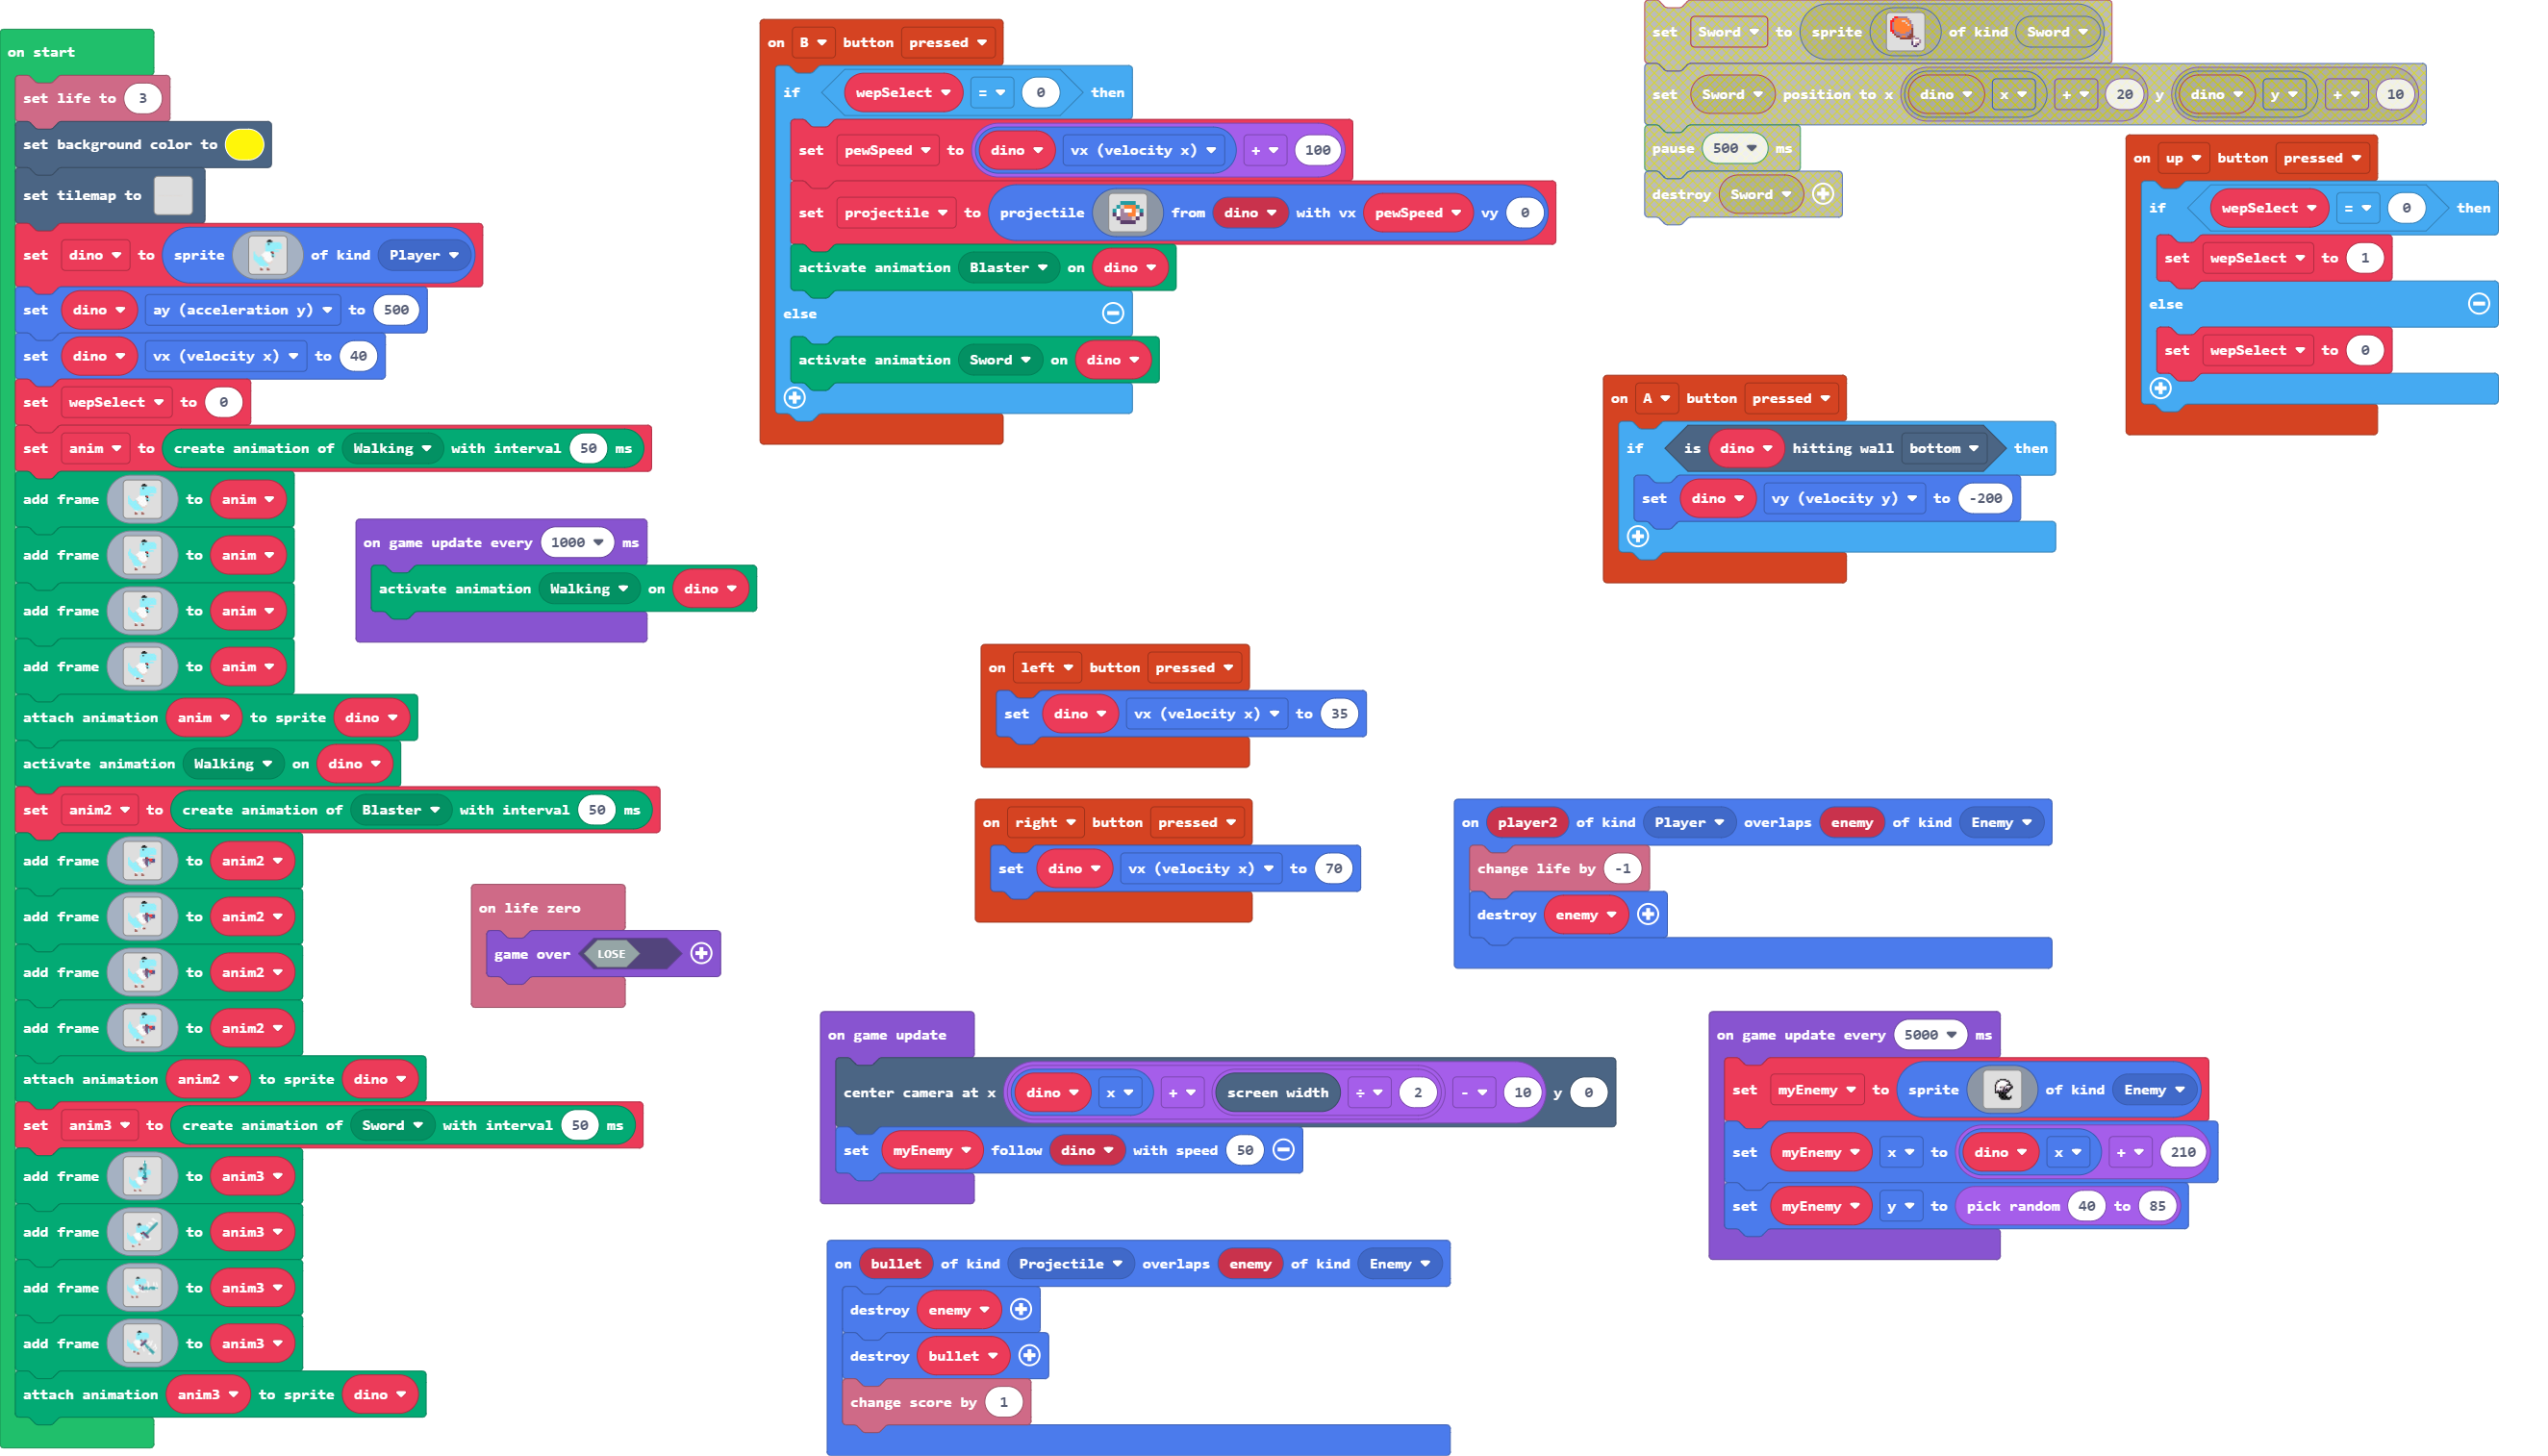 on start
set life to 3
set background color to
set tilemap to
set dino to sprite of kind Player
set dino ay (acceleration y) to 500
set dino vx (velocity x) to 40
set wepSelect to 0
set anim to create animation of Walking with interval 50 ms
add frame to anim
add frame to anim
add frame to anim
add frame to anim
attach animation anim to sprite dino
activate animation Walking on dino
set anim2 to create animation of Blaster with interval 50 ms
add frame to anim2
add frame to anim2
add frame to anim2
add frame to anim2
attach animation anim2 to sprite dino
set anim3 to create animation of Sword with interval 50 ms
add frame to anim3
add frame to anim3
add frame to anim3
add frame to anim3
attach animation anim3 to sprite dino
on game update every 1000 ms
activate animation Walking on dino
on life zero
game over LOSE
on B button pressed
if wepSelect = 0 then
set pewSpeed to dino vx (velocity x) + 100
set projectile to projectile from dino with vx pewSpeed vy 0
activate animation Blaster on dino
else
activate animation Sword on dino
on left button pressed
set dino vx (velocity x) to 35
on right button pressed
set dino vx (velocity x) to 70
on game update
center camera at x dino x + screen width ÷ 2 - 10 y 0
set myEnemy follow dino with speed 50
on bullet of kind Projectile overlaps enemy of kind Enemy
destroy enemy
destroy bullet
change score by 1
set Sword to sprite of kind Sword
set Sword position to x dino x + 20 y dino y + 10
pause 500 ms
destroy Sword
on up button pressed
if wepSelect = 0 then
set wepSelect to 1
else
set wepSelect to 0
on A button pressed
if is dino hitting wall bottom then
set dino vy (velocity y) to -200
on player2 of kind Player overlaps enemy of kind Enemy
change life by -1
destroy enemy
on game update every 5000 ms
set myEnemy to sprite of kind Enemy
set myEnemy x to dino x + 210
set myEnemy y to pick random 40 to 85